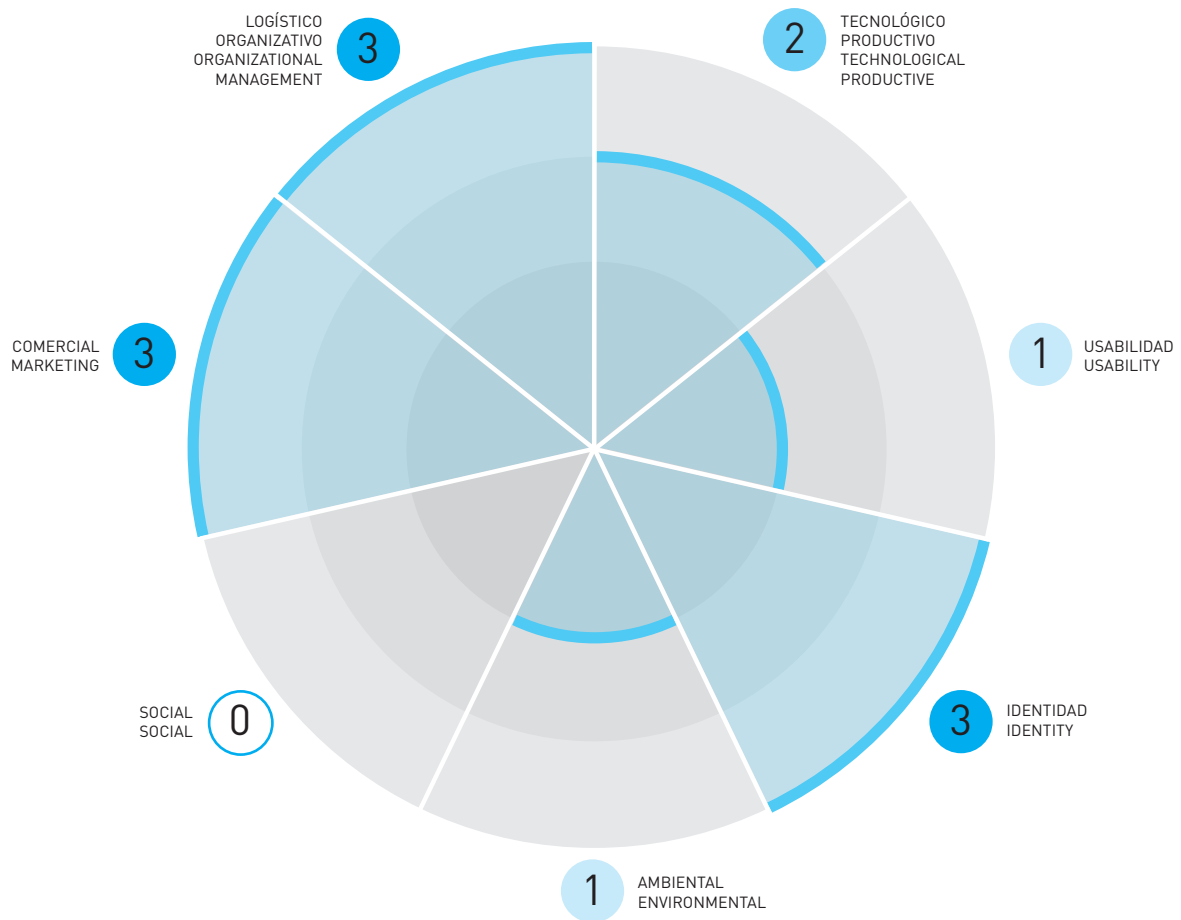 LOGÍSTICO
ORGANIZATIVO
ORGANIZATIONAL
MANAGEMENT
3
2
TECNOLÓGICO
PRODUCTIVO
TECHNOLOGICAL
PRODUCTIVE
COMERCIAL
MARKETING
3
1
USABILIDAD
USABILITY
SOCIAL
SOCIAL
0
3
IDENTIDAD
IDENTITY
1
AMBIENTAL
ENVIRONMENTAL